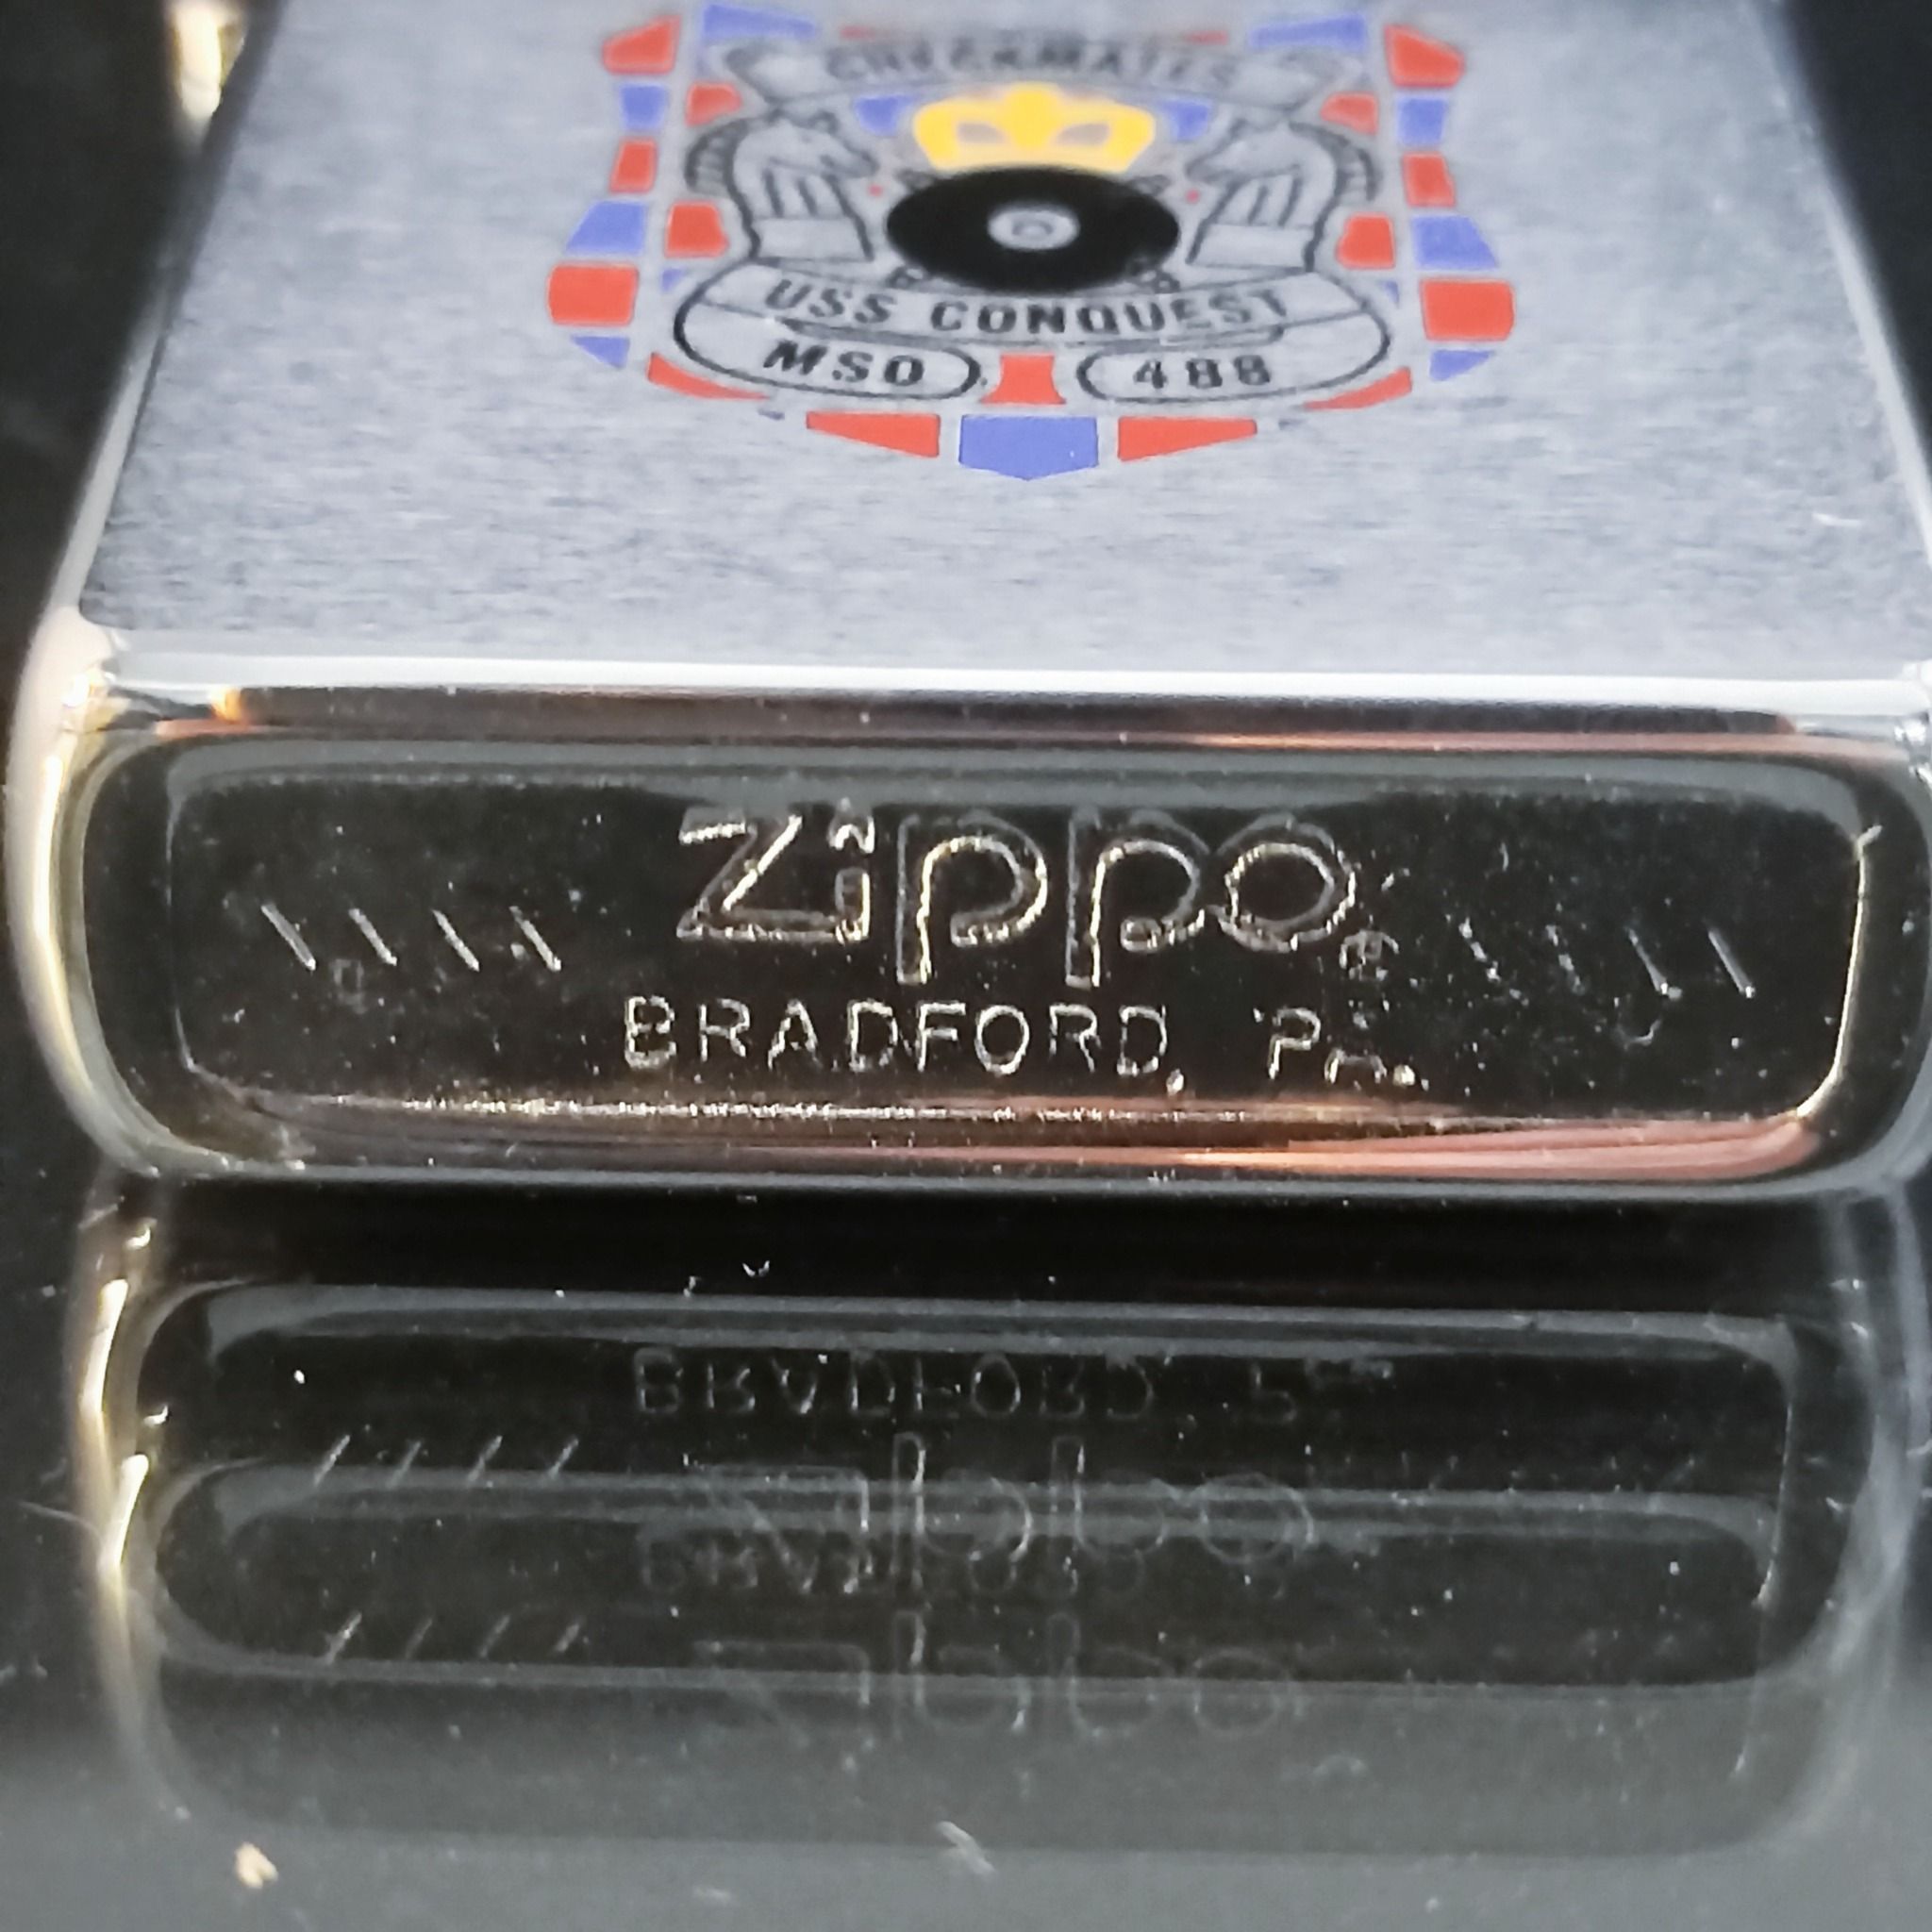 CHECKMATES
USS CONQUEST
MSO 488
\\\\ Zippo ® \\\\
BRADFORD, PA.